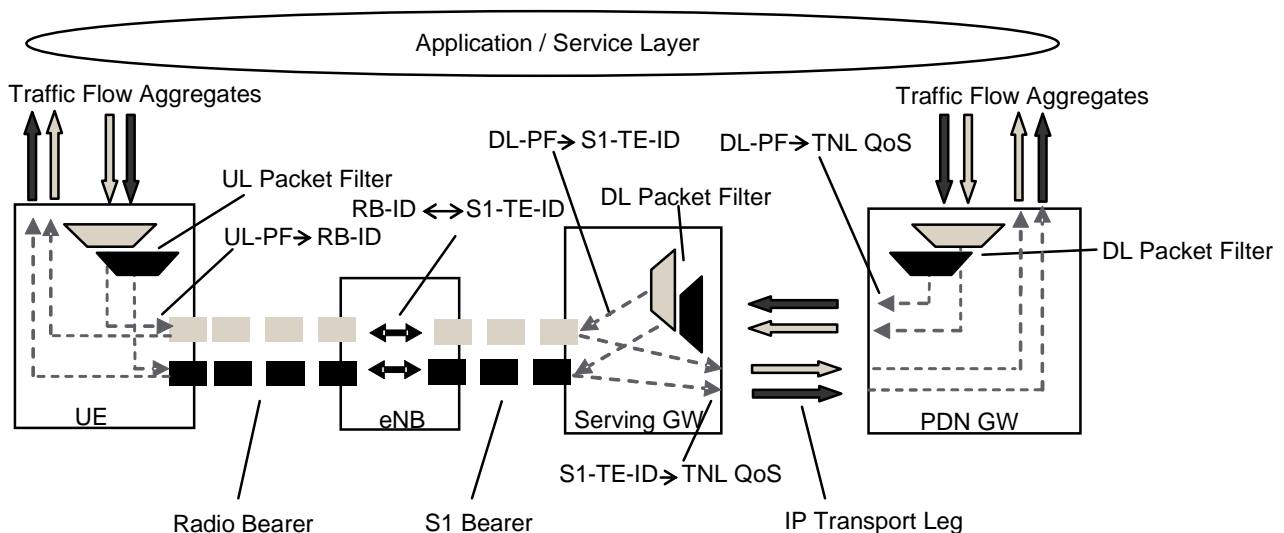 Application / Service Layer
Traffic Flow Aggregates
Traffic Flow Aggregates
DL-PF→S1-TE-ID
DL-PF→TNL QoS
UL Packet Filter
DL Packet Filter
RB-ID ↔ S1-TE-ID
UL-PF→RB-ID
DL Packet Filter
UE
eNB
Serving GW
PDN GW
S1-TE-ID→TNL QoS
Radio Bearer
S1 Bearer
IP Transport Leg